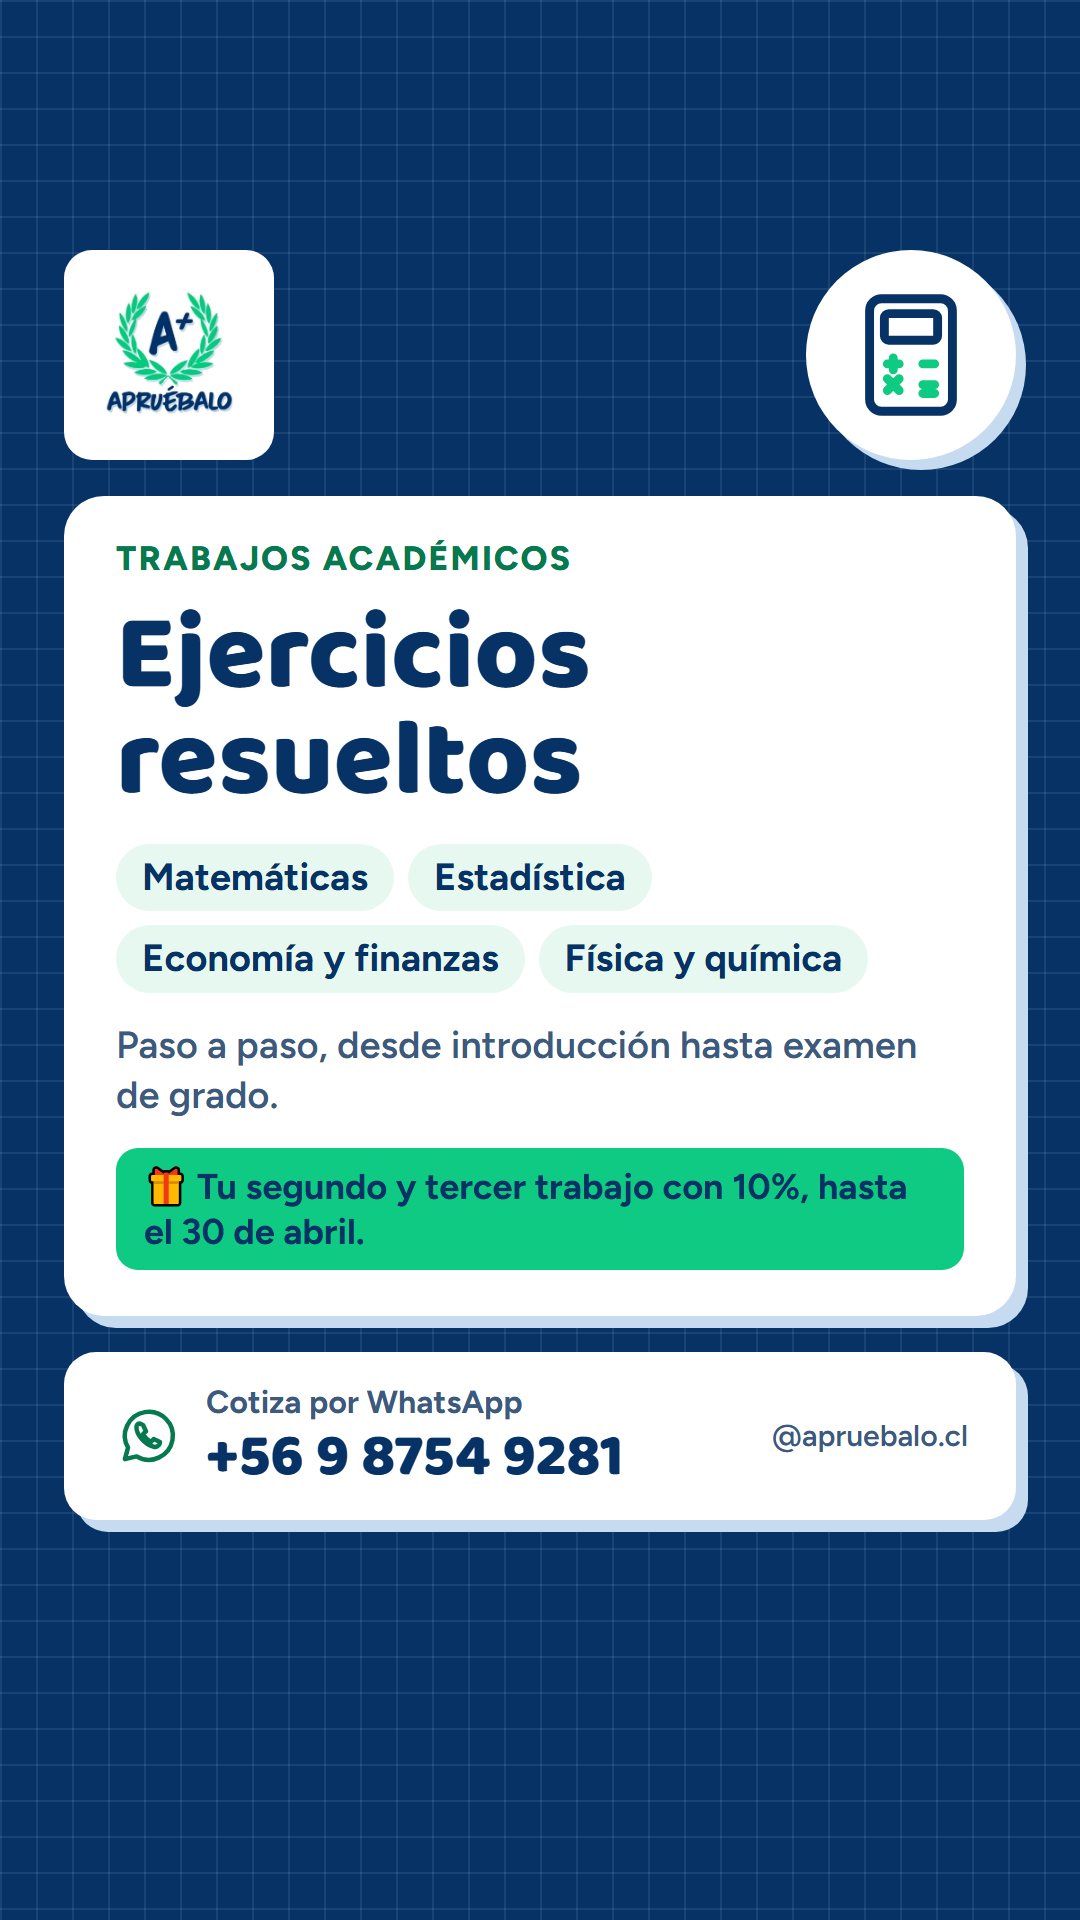 A+
APRUÉBALO
TRABAJOS ACADÉMICOS
Ejercicios
resueltos
Matemáticas
Estadística
Economía y finanzas
Física y química
Paso a paso, desde introducción hasta examen
de grado.
🎁 Tu segundo y tercer trabajo con 10%, hasta
el 30 de abril.
Cotiza por WhatsApp
+56 9 8754 9281
@apruebalo.cl